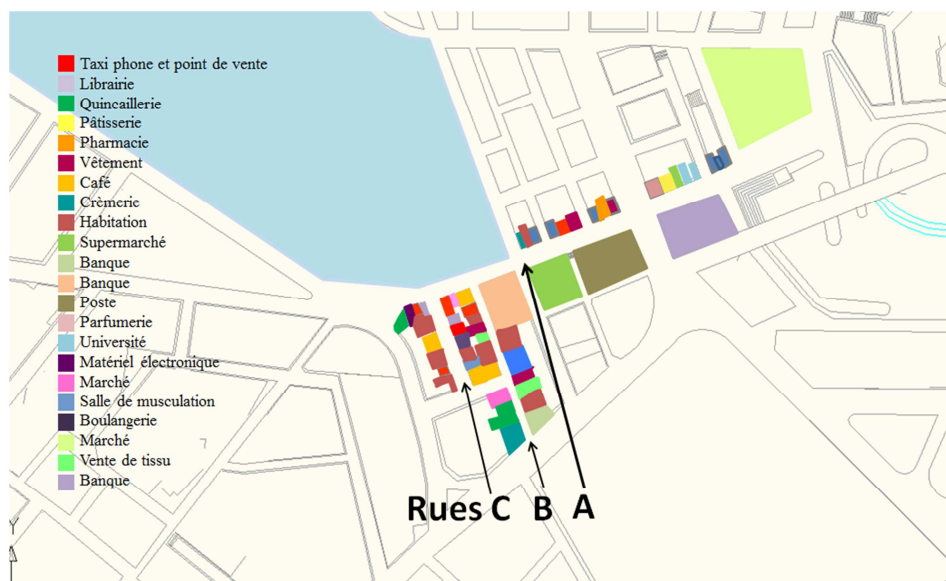 Taxi phone et point de vente
Librairie
Quincaillerie
Pâtisserie
Pharmacie
Vêtement
Café
Crèmerie
Habitation
Supermarché
Banque
Banque
Poste
Parfumerie
Université
Matériel électronique
Marché
Salle de musculation
Boulangerie
Marché
Vente de tissu
Banque
Rues C B A
Y